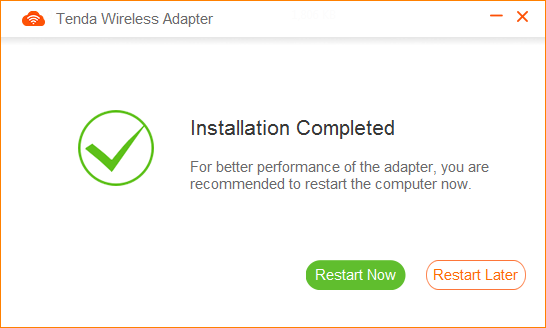 Tenda Wireless Adapter
Installation Completed
For better performance of the adapter, you are
recommended to restart the computer now.
Restart Now
Restart Later